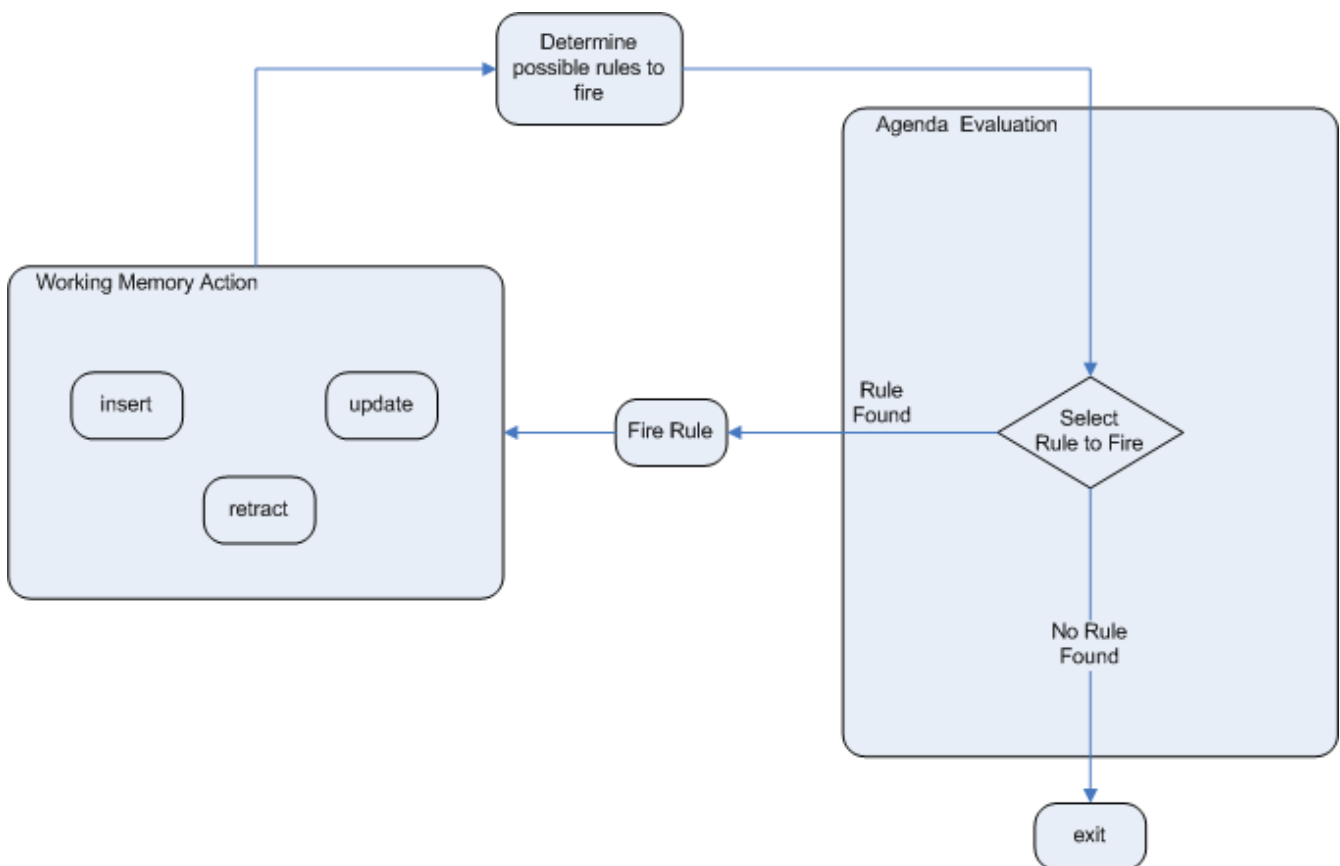 Determine
possible rules to
fire
Agenda Evaluation
Working Memory Action
insert
update
retract
Fire Rule
Rule
Found
Select
Rule to Fire
No Rule
Found
exit